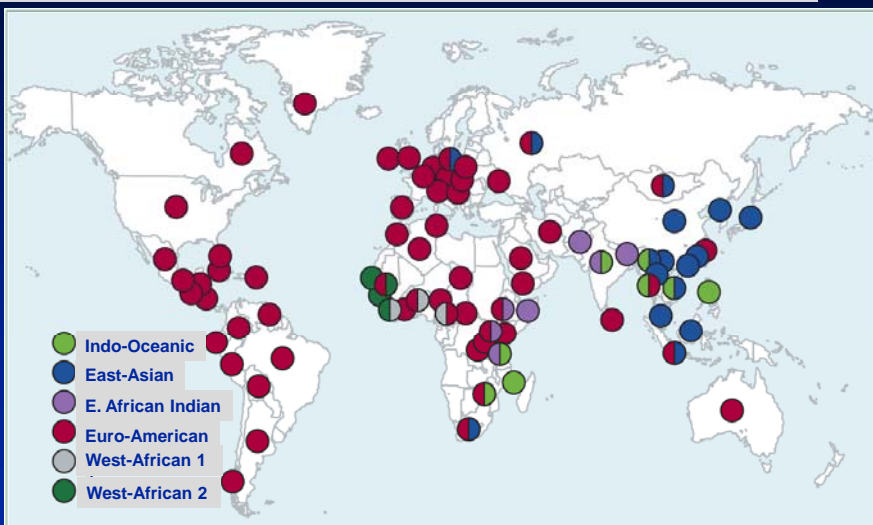 Indo-Oceanic
East-Asian
E. African Indian
Euro-American
West-African 1
West-African 2